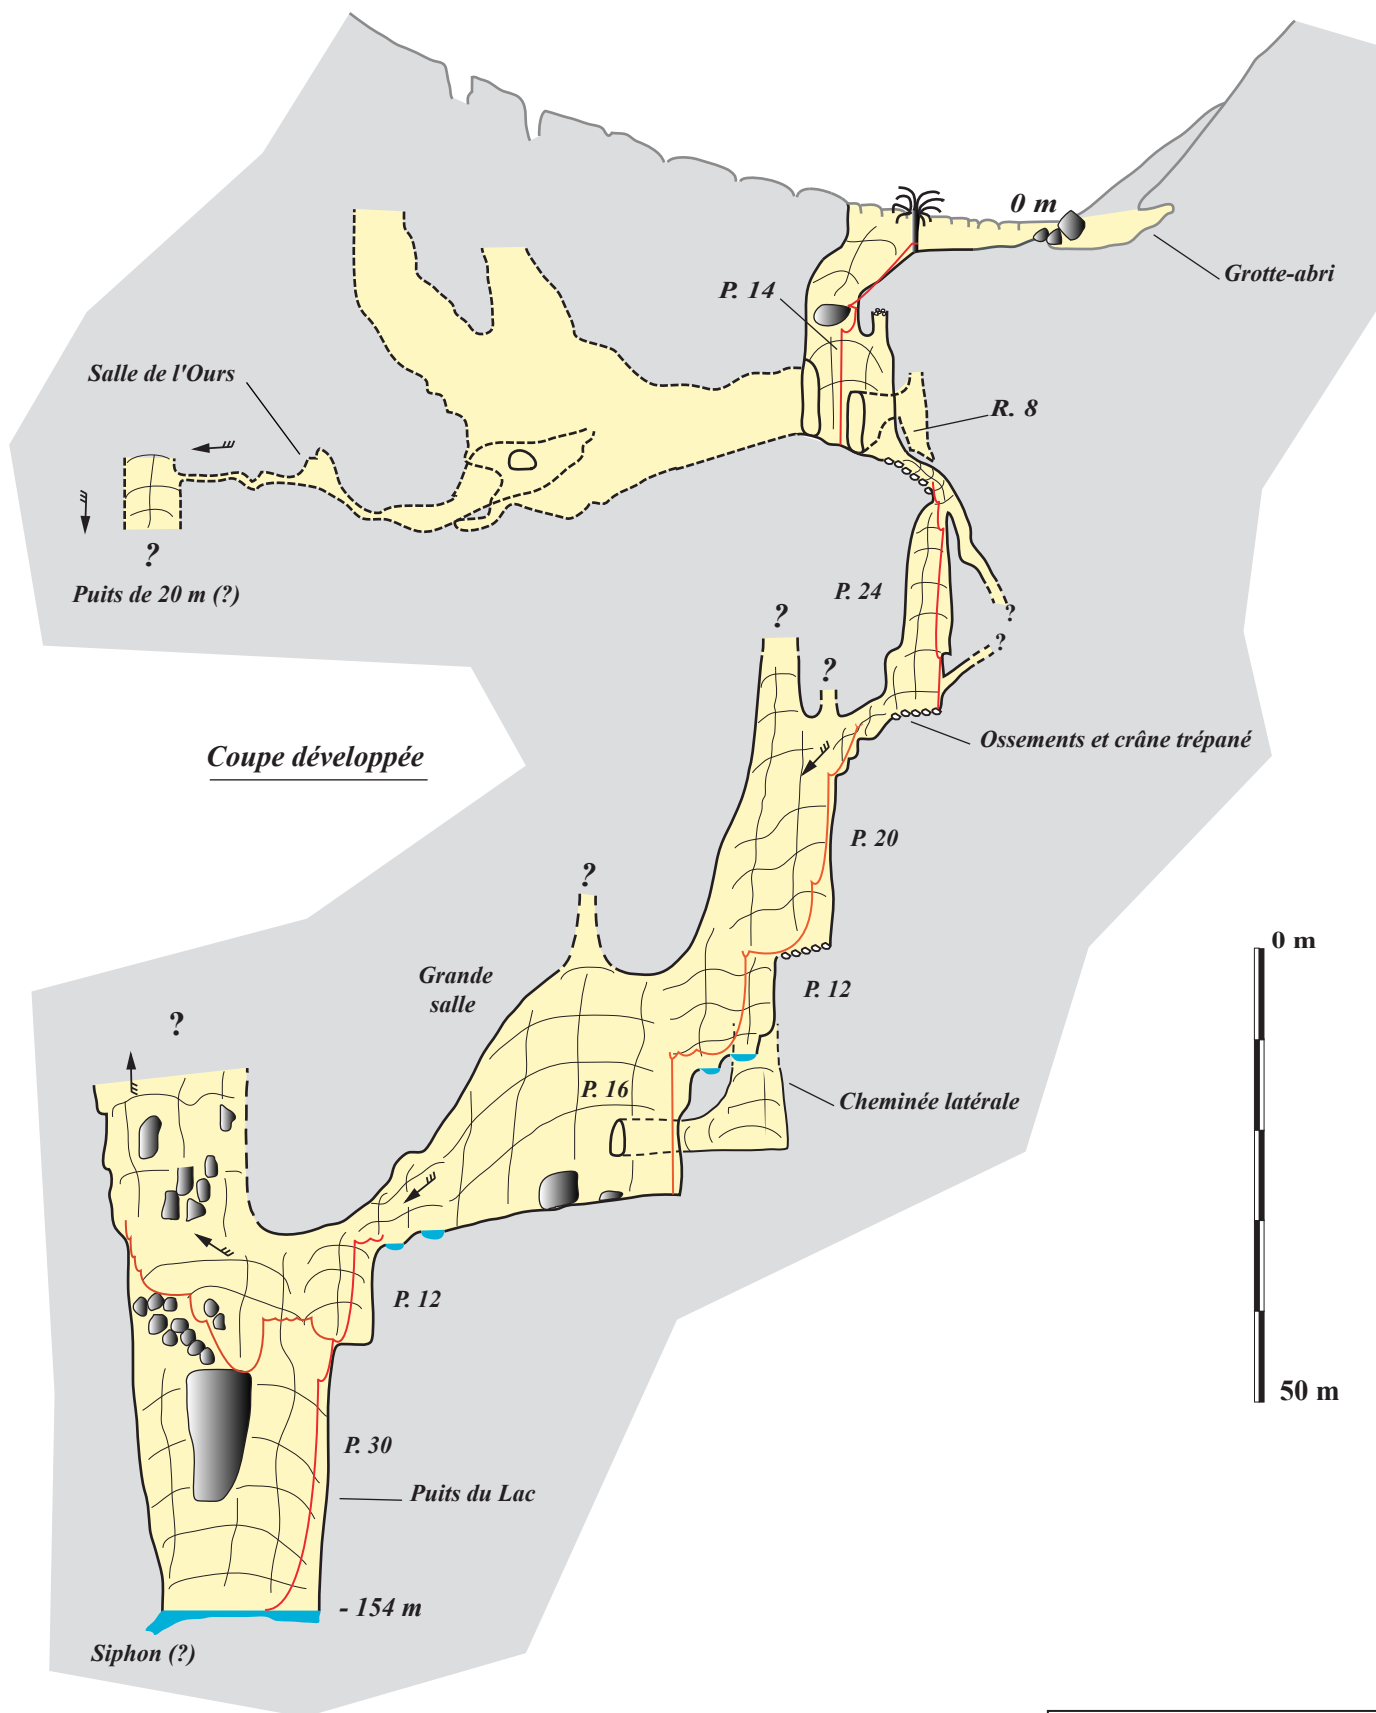 0 m
Grotte-abri
P. 14
Salle de l'Ours
R. 8
?
Puits de 20 m (?)
P. 24
?
?
?
?
Ossements et crâne trépané
Coupe développée
P. 20
?
0 m
Grande
salle
P. 12
?
P. 16
Cheminée latérale
P. 12
50 m
P. 30
Puits du Lac
- 154 m
Siphon (?)